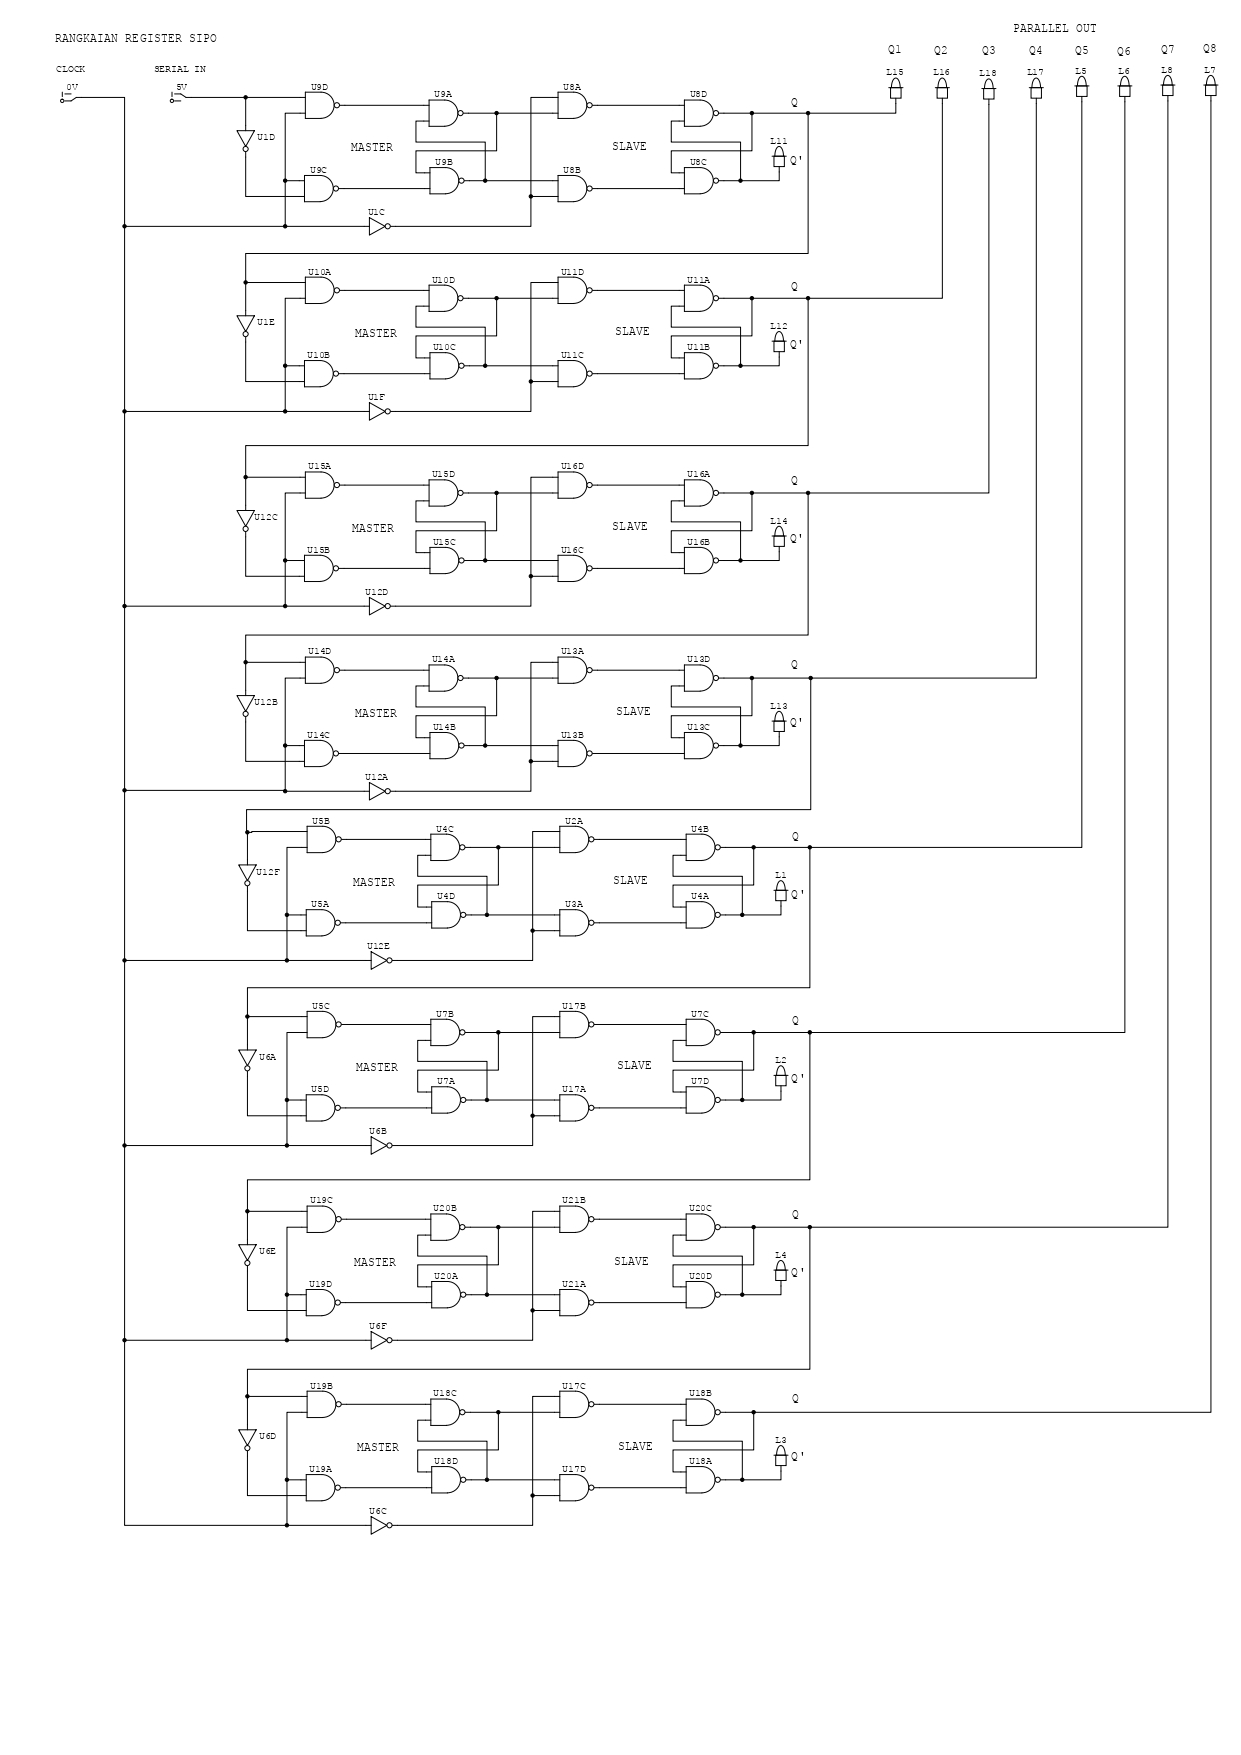 RANGKAIAN REGISTER SIPO
PARALLEL OUT
Q1 Q2 Q3 Q4 Q5 Q6 Q7 Q8
CLOCK SERIAL IN
L15 L16 L18 L17 L5 L6 L8 L7
0V 5V
U9D U9A U8A U8D Q
U1D MASTER SLAVE L11 Q'
U9C U9B U8B U8C
U1C
U10A U10D U11D U11A Q
U1E MASTER SLAVE L12 Q'
U10B U10C U11C U11B
U1F
U15A U15D U16D U16A Q
U12C MASTER SLAVE L14 Q'
U15B U15C U16C U16B
U12D
U14D U14A U13A U13D Q
U12B MASTER SLAVE L13 Q'
U14C U14B U13B U13C
U12A
U5B U4C U2A U4B Q
U12F MASTER SLAVE L1 Q'
U5A U4D U3A U4A
U12E
U5C U7B U17B U7C Q
U6A MASTER SLAVE L2 Q'
U5D U7A U17A U7D
U6B
U19C U20B U21B U20C Q
U6E MASTER SLAVE L4 Q'
U19D U20A U21A U20D
U6F
U19B U18C U17C U18B Q
U6D MASTER SLAVE L3 Q'
U19A U18D U17D U18A
U6C